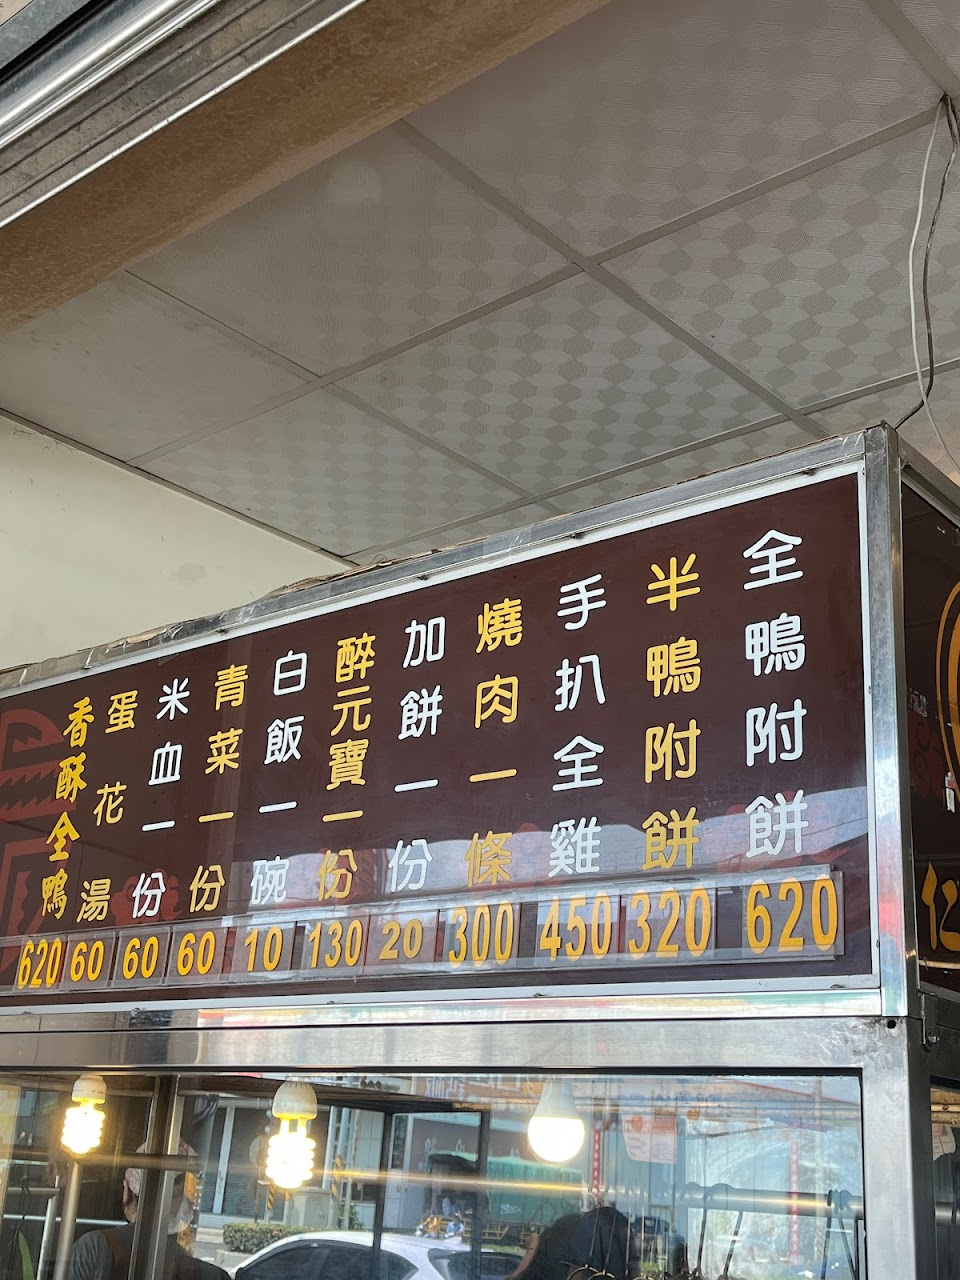 全鴨附餅 620
半鴨附餅 320
手扒全雞 450
燒肉一條 300
加餅一份 20
醉元寶一份 130
白飯一碗 10
青菜一份 60
米血一份 60
蛋花湯 60
香酥全鴨 620
仁